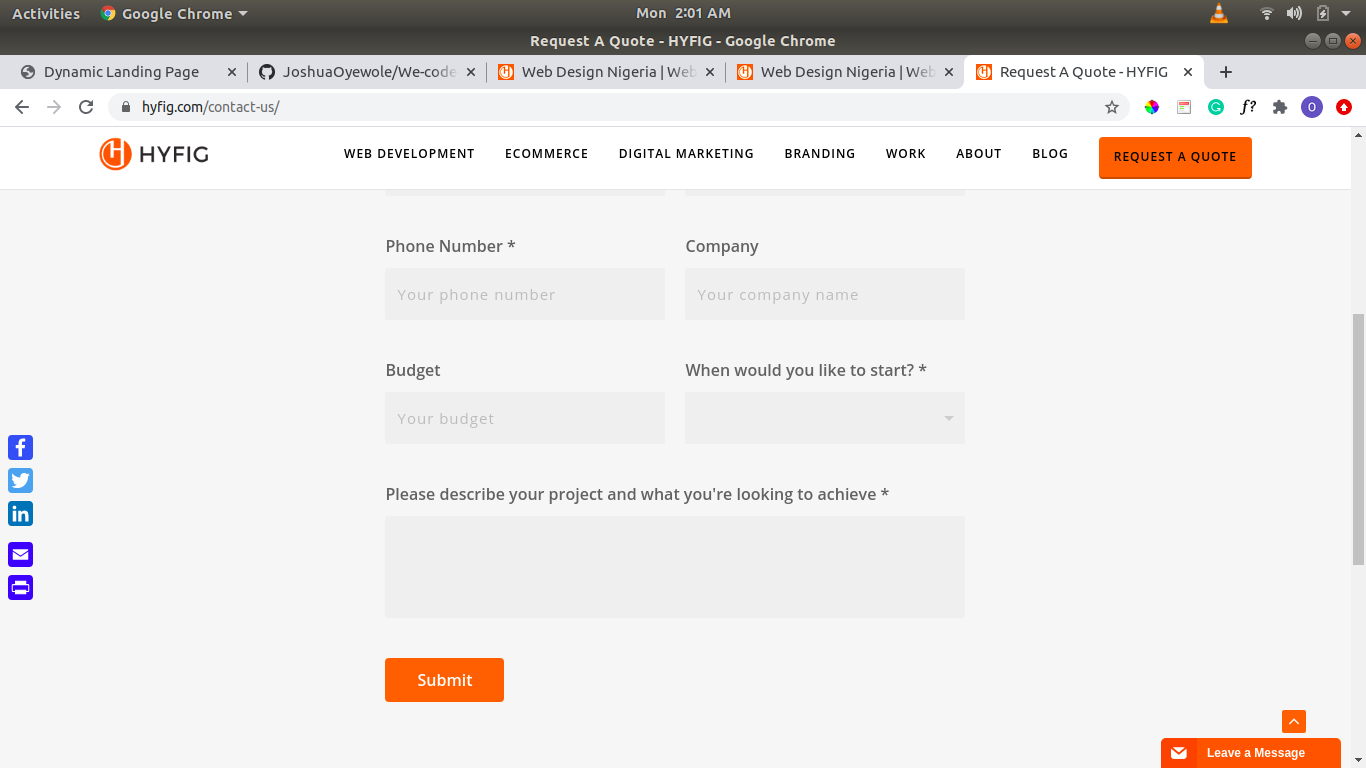 Activities Google Chrome Mon 2:01 AM
Request A Quote - HYFIG - Google Chrome
Dynamic Landing Page JoshuaOyewole/We-code Web Design Nigeria | Web Web Design Nigeria | Web Request A Quote - HYFIG
hyfig.com/contact-us/ f? O
HYFIG WEB DEVELOPMENT ECOMMERCE DIGITAL MARKETING BRANDING WORK ABOUT BLOG REQUEST A QUOTE
Phone Number * Company
Your phone number Your company name
Budget When would you like to start? *
Your budget
Please describe your project and what you're looking to achieve *
Submit
Leave a Message